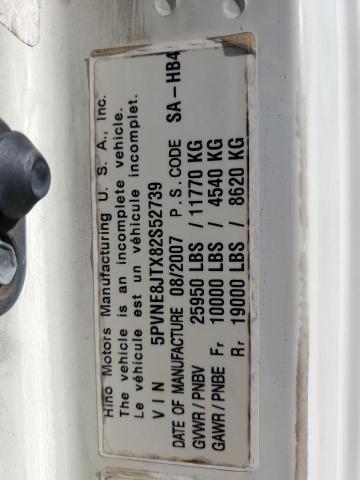 Hino Motors Manufacturing U. S. A., Inc.
The vehicle is an incomplete vehicle.
Le véhicule est un véhicule incomplet.
V I N 5PVNE8JTX82S52739
DATE OF MANUFACTURE 08/2007 P. S. CODE SA-HB4
GVWR/PNBV 25950 LBS / 11770 KG
GAWR/PNBE Fr 10000 LBS / 4540 KG
Rr 19000 LBS / 8620 KG